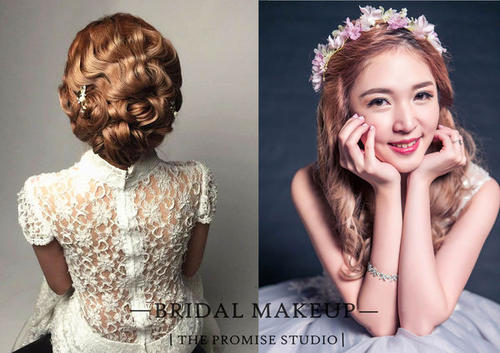 —BRIDAL MAKEUP—
| THE PROMISE STUDIO |